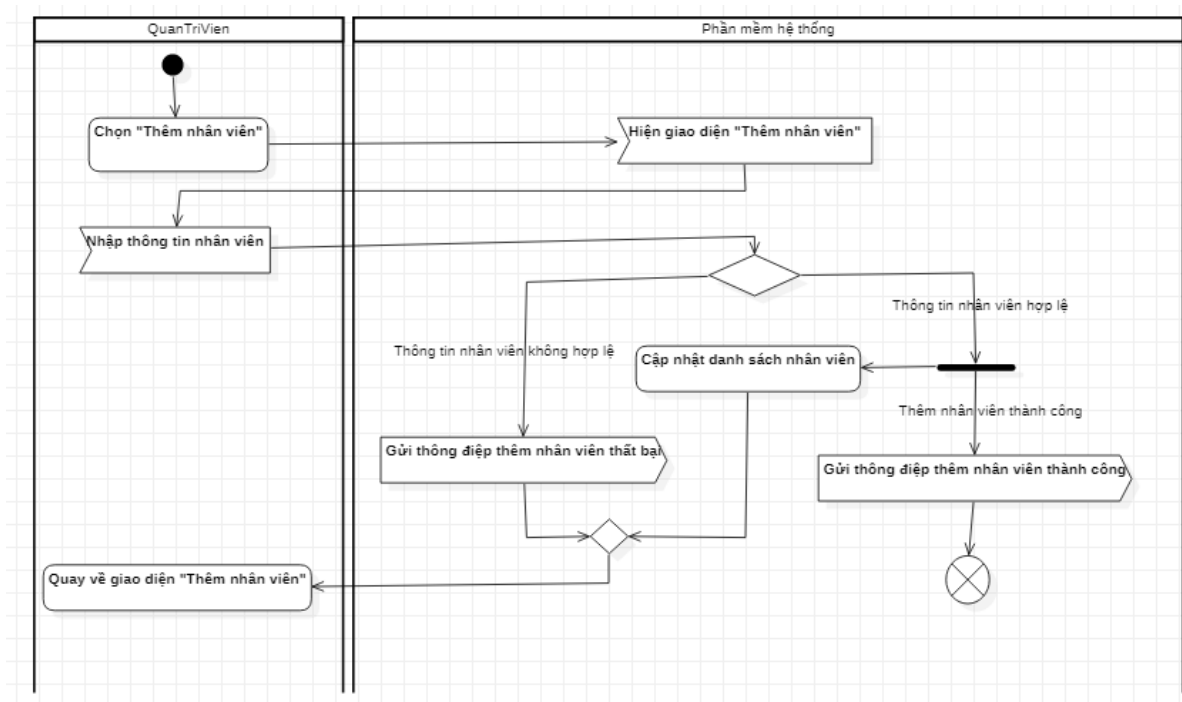 QuanTriVien
Phần mềm hệ thống
Chọn "Thêm nhân viên"
Hiện giao diện "Thêm nhân viên"
Nhập thông tin nhân viên
Thông tin nhân viên hợp lệ
Thông tin nhân viên không hợp lệ
Cập nhật danh sách nhân viên
Thêm nhân viên thành công
Gửi thông điệp thêm nhân viên thất bại
Gửi thông điệp thêm nhân viên thành công
Quay về giao diện "Thêm nhân viên"